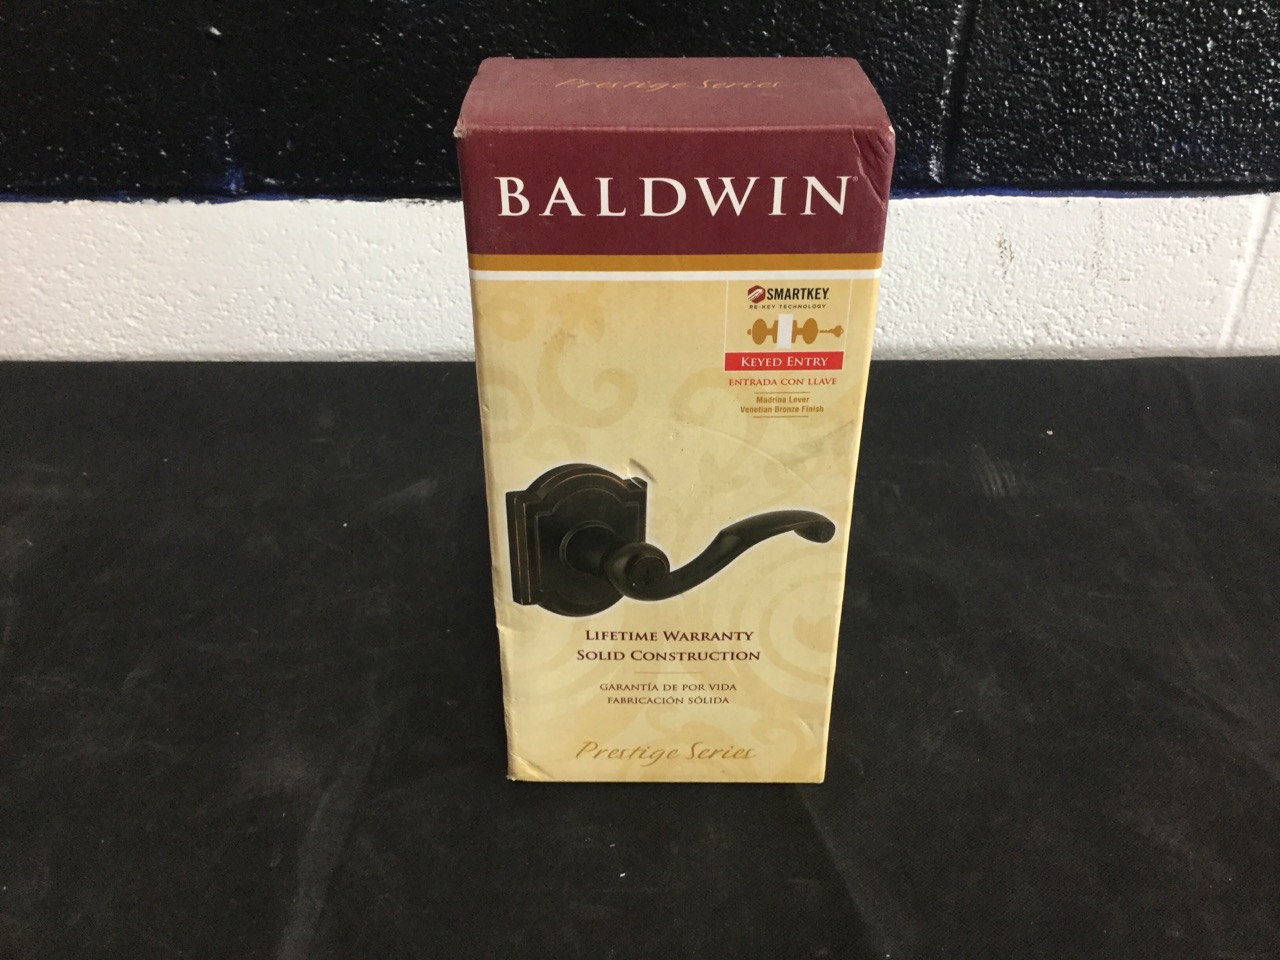 Prestige Series
BALDWIN
SMARTKEY
RE-KEY TECHNOLOGY
KEYED ENTRY
ENTRADA CON LLAVE
Madrina Lever
Venetian Bronze Finish
LIFETIME WARRANTY
SOLID CONSTRUCTION
GARANTÍA DE POR VIDA
FABRICACIÓN SÓLIDA
Prestige Series